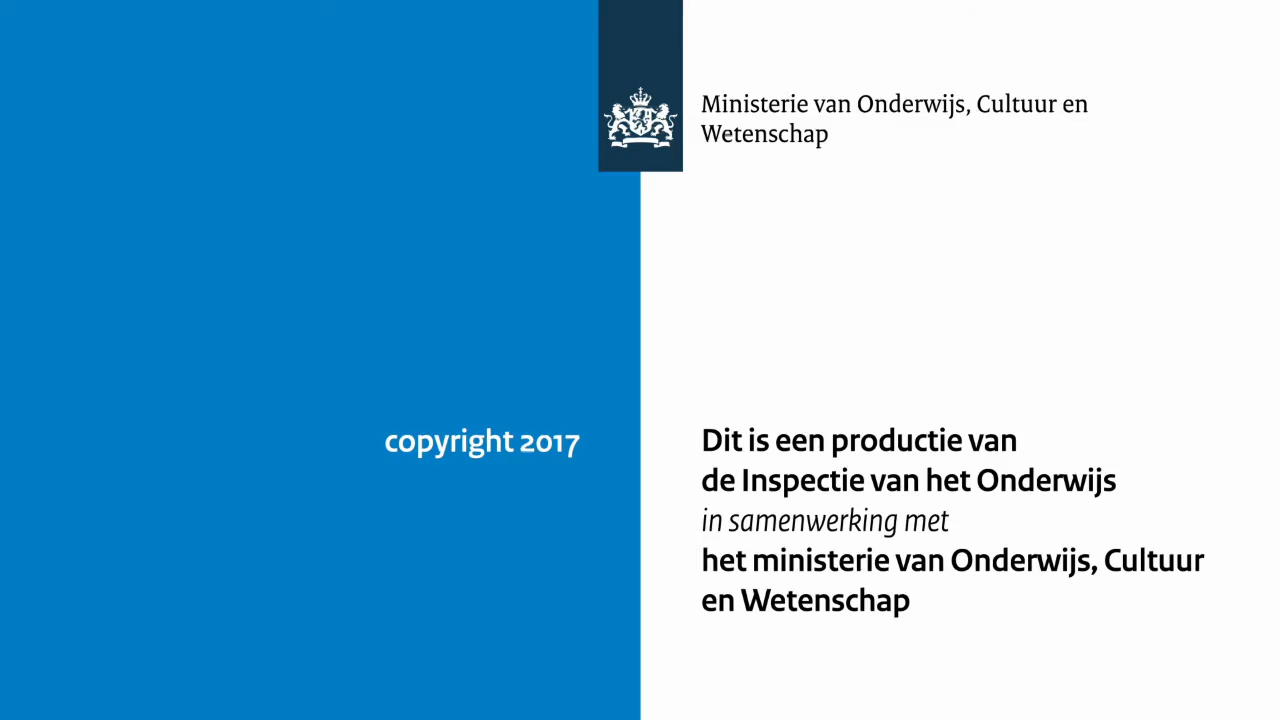 Ministerie van Onderwijs, Cultuur en
Wetenschap
copyright 2017
Dit is een productie van
de Inspectie van het Onderwijs
in samenwerking met
het ministerie van Onderwijs, Cultuur
en Wetenschap